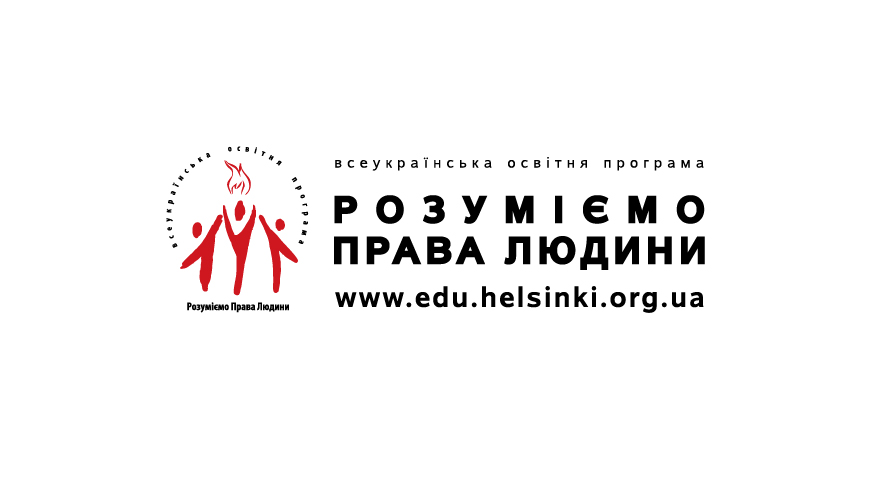 всеукраїнська освітня програма
Розуміємо Права Людини
всеукраїнська освітня програма
РОЗУМІЄМО
ПРАВА ЛЮДИНИ
www.edu.helsinki.org.ua